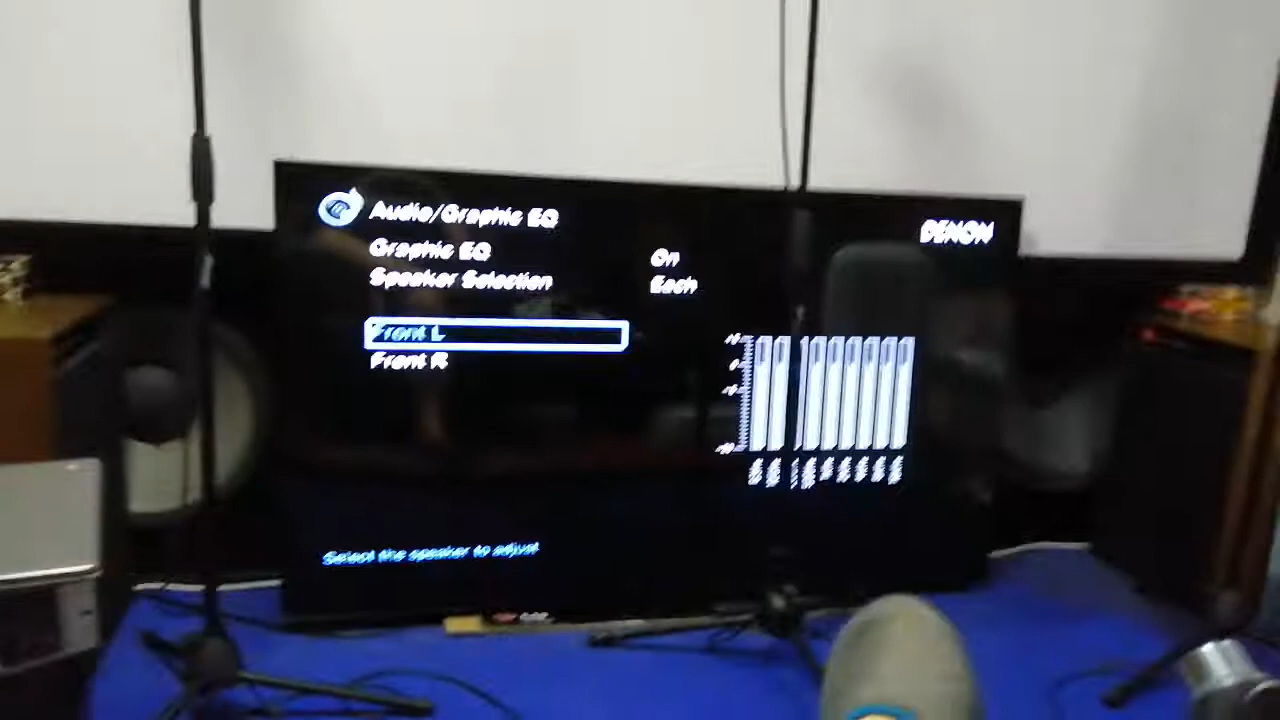 Audio/Graphic EQ
DENON
Graphic EQ On
Speaker Selection Each
Front L
Front R
Select the speaker to adjust